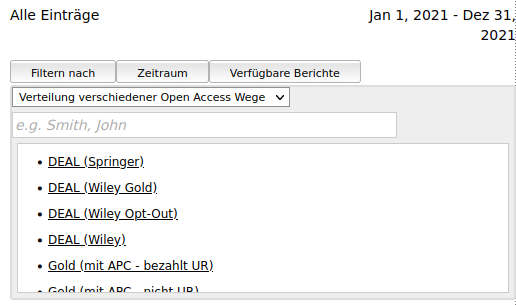 Alle Einträge
Jan 1, 2021 - Dez 31,
2021
Filtern nach
Zeitraum
Verfügbare Berichte
Verteilung verschiedener Open Access Wege
e.g. Smith, John
DEAL (Springer)
DEAL (Wiley Gold)
DEAL (Wiley Opt-Out)
DEAL (Wiley)
Gold (mit APC - bezahlt UR)
Gold (mit APC - nicht UR)